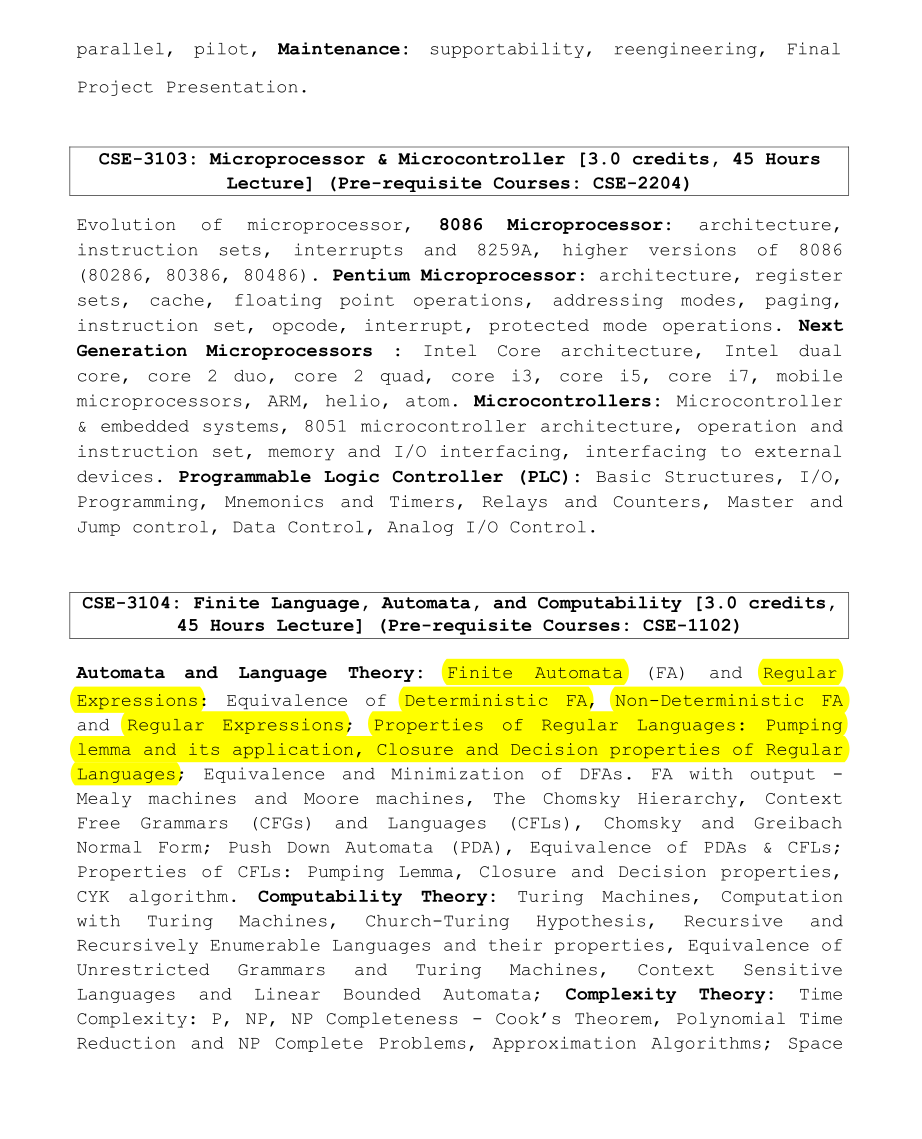 parallel, pilot, Maintenance: supportability, reengineering, Final
Project Presentation.
CSE-3103: Microprocessor & Microcontroller [3.0 credits, 45 Hours
Lecture] (Pre-requisite Courses: CSE-2204)
Evolution of microprocessor, 8086 Microprocessor: architecture,
instruction sets, interrupts and 8259A, higher versions of 8086
(80286, 80386, 80486). Pentium Microprocessor: architecture, register
sets, cache, floating point operations, addressing modes, paging,
instruction set, opcode, interrupt, protected mode operations. Next
Generation Microprocessors : Intel Core architecture, Intel dual
core, core 2 duo, core 2 quad, core i3, core i5, core i7, mobile
microprocessors, ARM, helio, atom. Microcontrollers: Microcontroller
& embedded systems, 8051 microcontroller architecture, operation and
instruction set, memory and I/O interfacing, interfacing to external
devices. Programmable Logic Controller (PLC): Basic Structures, I/O,
Programming, Mnemonics and Timers, Relays and Counters, Master and
Jump control, Data Control, Analog I/O Control.
CSE-3104: Finite Language, Automata, and Computability [3.0 credits,
45 Hours Lecture] (Pre-requisite Courses: CSE-1102)
Automata and Language Theory: Finite Automata (FA) and Regular
Expressions: Equivalence of Deterministic FA, Non-Deterministic FA
and Regular Expressions; Properties of Regular Languages: Pumping
lemma and its application, Closure and Decision properties of Regular
Languages; Equivalence and Minimization of DFAs. FA with output -
Mealy machines and Moore machines, The Chomsky Hierarchy, Context
Free Grammars (CFGs) and Languages (CFLs), Chomsky and Greibach
Normal Form; Push Down Automata (PDA), Equivalence of PDAs & CFLs;
Properties of CFLs: Pumping Lemma, Closure and Decision properties,
CYK algorithm. Computability Theory: Turing Machines, Computation
with Turing Machines, Church-Turing Hypothesis, Recursive and
Recursively Enumerable Languages and their properties, Equivalence of
Unrestricted Grammars and Turing Machines, Context Sensitive
Languages and Linear Bounded Automata; Complexity Theory: Time
Complexity: P, NP, NP Completeness - Cook's Theorem, Polynomial Time
Reduction and NP Complete Problems, Approximation Algorithms; Space